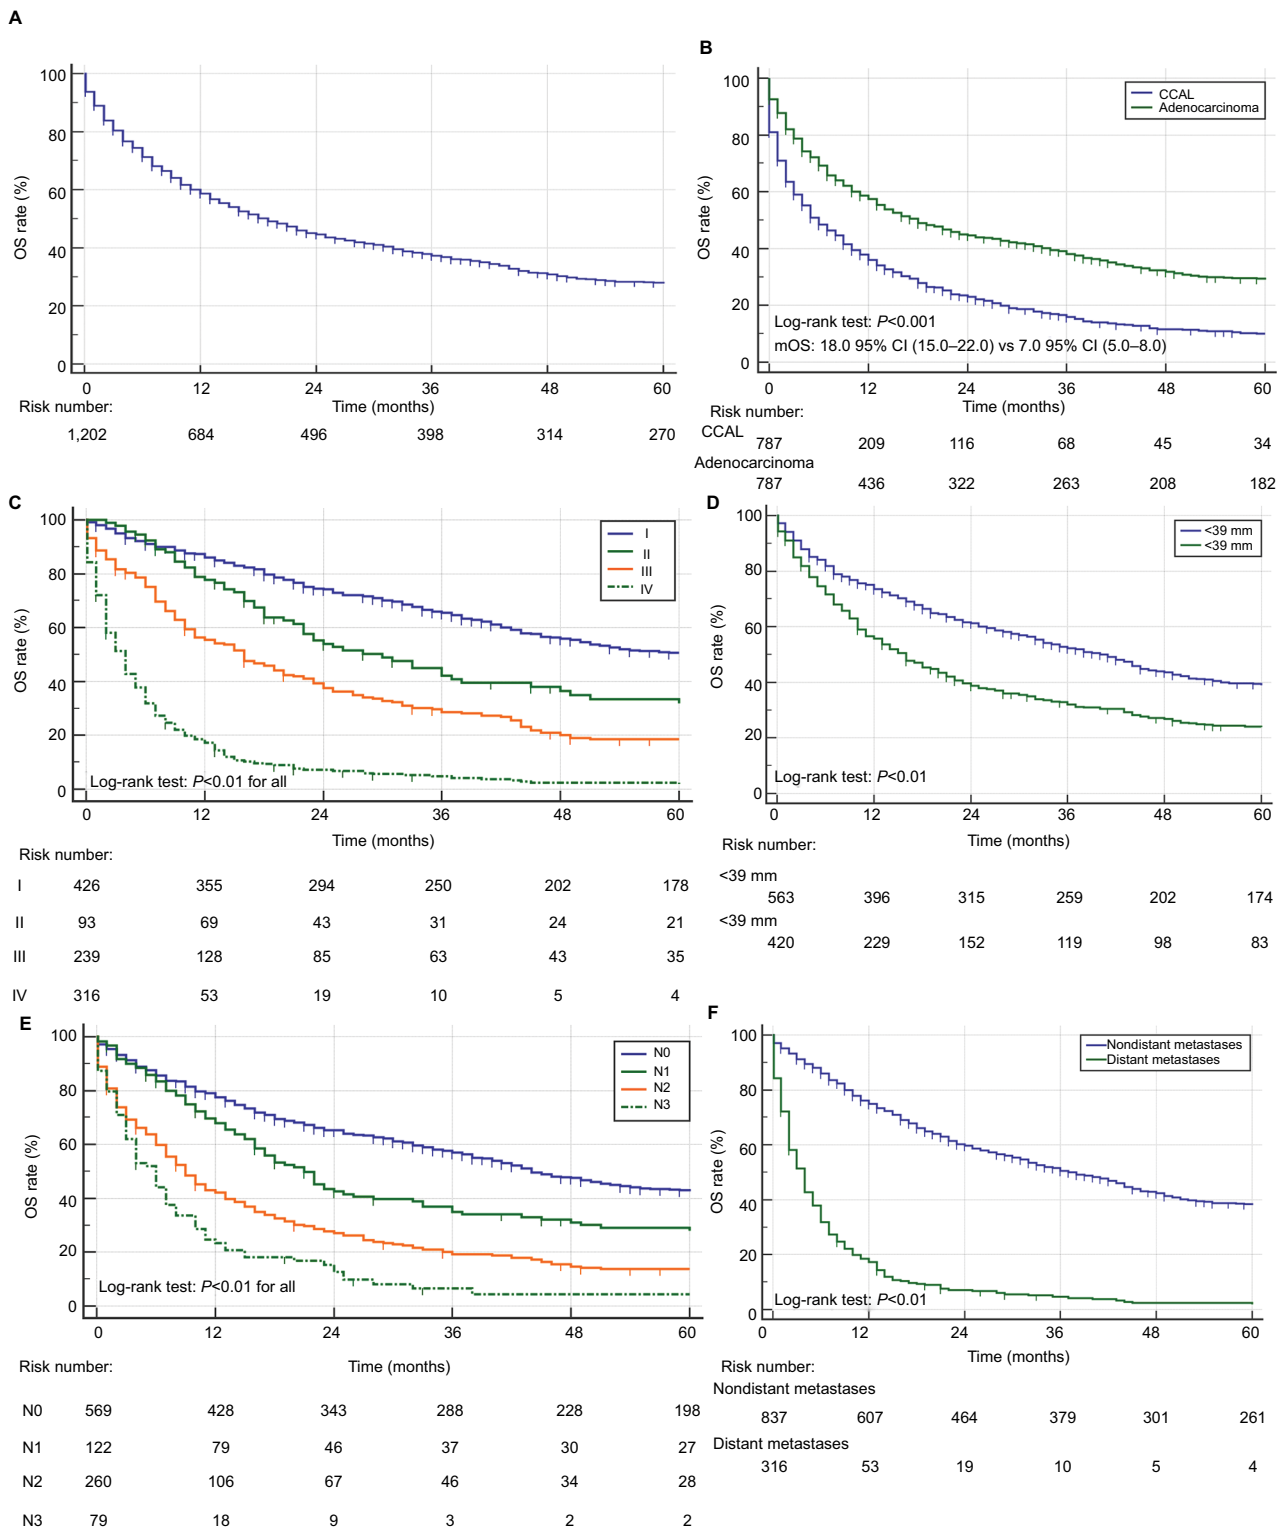 A
100
80
60
40
20
0
OS rate (%)
0 12 24 36 48 60
Time (months)
Risk number:
1,202 684 496 398 314 270
B
100
80
60
40
20
0
OS rate (%)
CCAL
Adenocarcinoma
Log-rank test: P<0.001
mOS: 18.0 95% CI (15.0–22.0) vs 7.0 95% CI (5.0–8.0)
0 12 24 36 48 60
Time (months)
Risk number:
CCAL
787 209 116 68 45 34
Adenocarcinoma
787 436 322 263 208 182
C
100
80
60
40
20
0
OS rate (%)
I
II
III
IV
Log-rank test: P<0.01 for all
0 12 24 36 48 60
Time (months)
Risk number:
I 426 355 294 250 202 178
II 93 69 43 31 24 21
III 239 128 85 63 43 35
IV 316 53 19 10 5 4
D
100
80
60
40
20
0
OS rate (%)
<39 mm
<39 mm
Log-rank test: P<0.01
0 12 24 36 48 60
Time (months)
Risk number:
<39 mm
563 396 315 259 202 174
<39 mm
420 229 152 119 98 83
E
100
80
60
40
20
0
OS rate (%)
N0
N1
N2
N3
Log-rank test: P<0.01 for all
0 12 24 36 48 60
Risk number:
Time (months)
N0 569 428 343 288 228 198
N1 122 79 46 37 30 27
N2 260 106 67 46 34 28
N3 79 18 9 3 2 2
F
100
80
60
40
20
0
OS rate (%)
Nondistant metastases
Distant metastases
Log-rank test: P<0.01
0 12 24 36 48 60
Time (months)
Risk number:
Nondistant metastases
837 607 464 379 301 261
Distant metastases
316 53 19 10 5 4